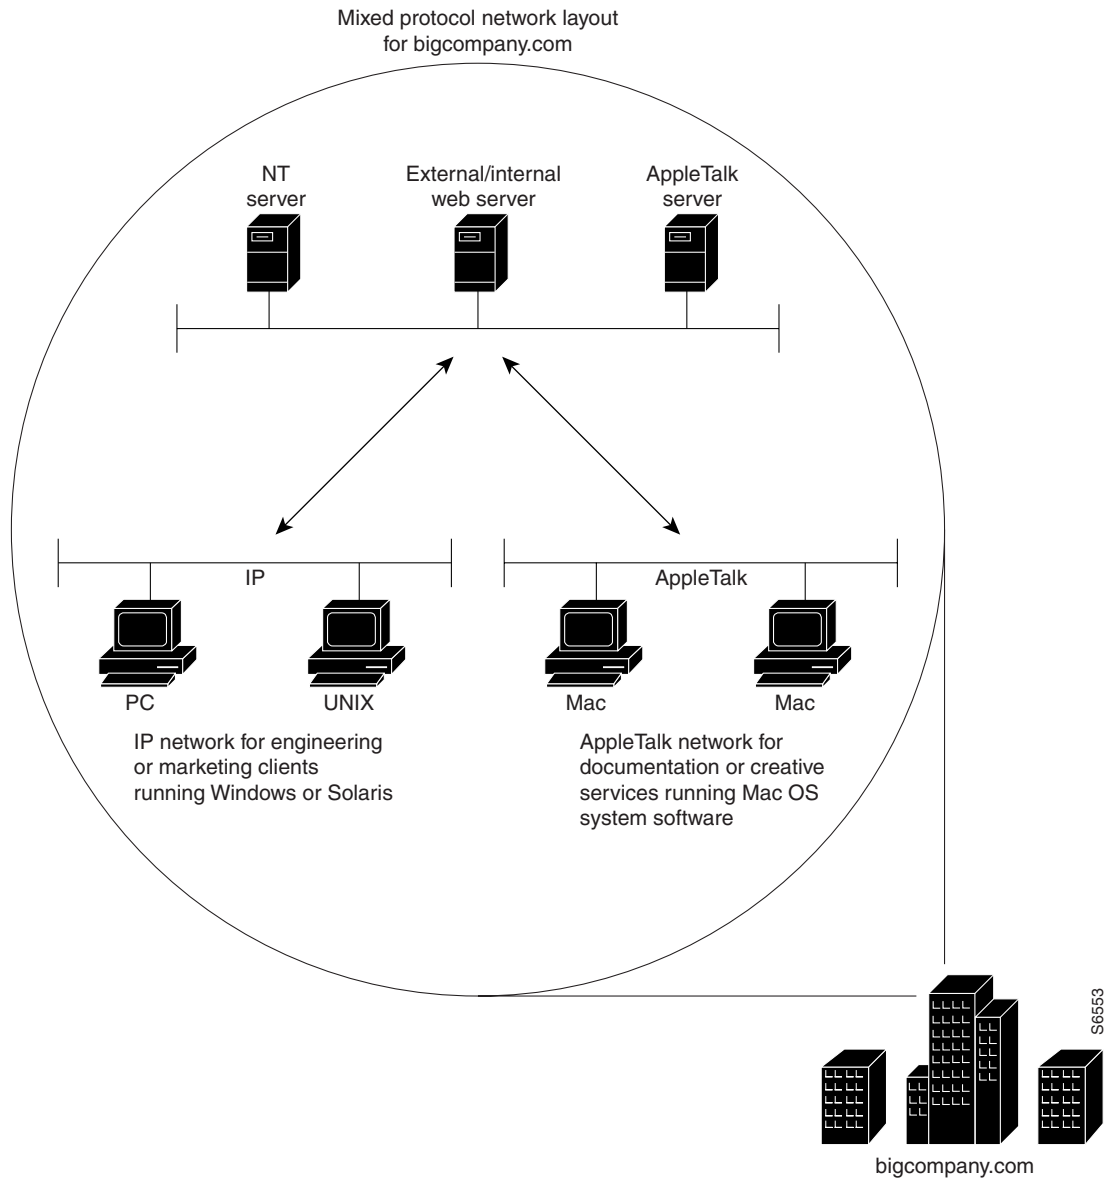 Mixed protocol network layout
for bigcompany.com
NT
server
External/internal
web server
AppleTalk
server
IP
AppleTalk
PC
UNIX
Mac
Mac
IP network for engineering
or marketing clients
running Windows or Solaris
AppleTalk network for
documentation or creative
services running Mac OS
system software
S6553
bigcompany.com